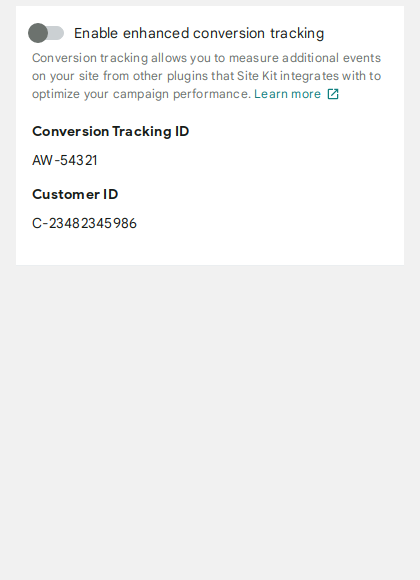 Enable enhanced conversion tracking
Conversion tracking allows you to measure additional events
on your site from other plugins that Site Kit integrates with to
optimize your campaign performance. Learn more
Conversion Tracking ID
AW-54321
Customer ID
C-23482345986